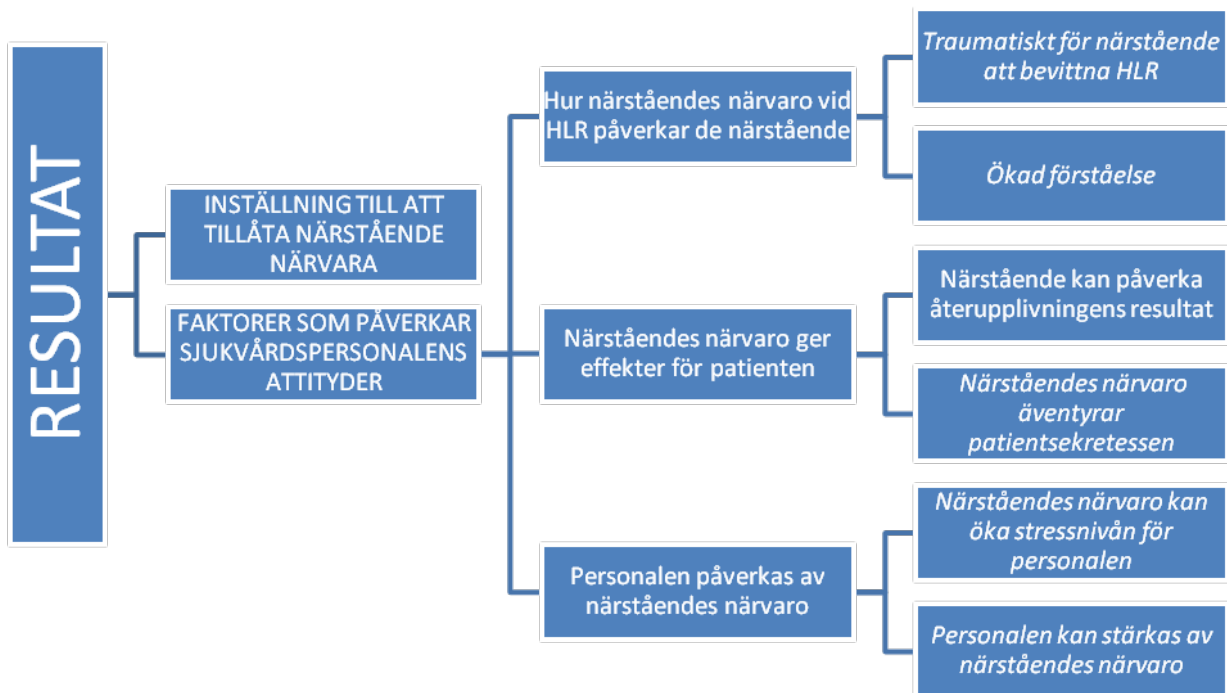 RESULTAT
INSTÄLLNING TILL ATT
TILLÅTA NÄRSTÅENDE
NÄRVARA
FAKTORER SOM PÅVERKAR
SJUKVÅRDSPERSONALENS
ATTITYDER
Hur närståendes närvaro vid
HLR påverkar de närstående
Traumatiskt för närstående
att bevittna HLR
Ökad förståelse
Närståendes närvaro ger
effekter för patienten
Närstående kan påverka
återupplivningens resultat
Närståendes närvaro
äventyrar
patientsekretessen
Personalen påverkas av
närståendes närvaro
Närståendes närvaro kan
öka stressnivån för
personalen
Personalen kan stärkas av
närståendes närvaro